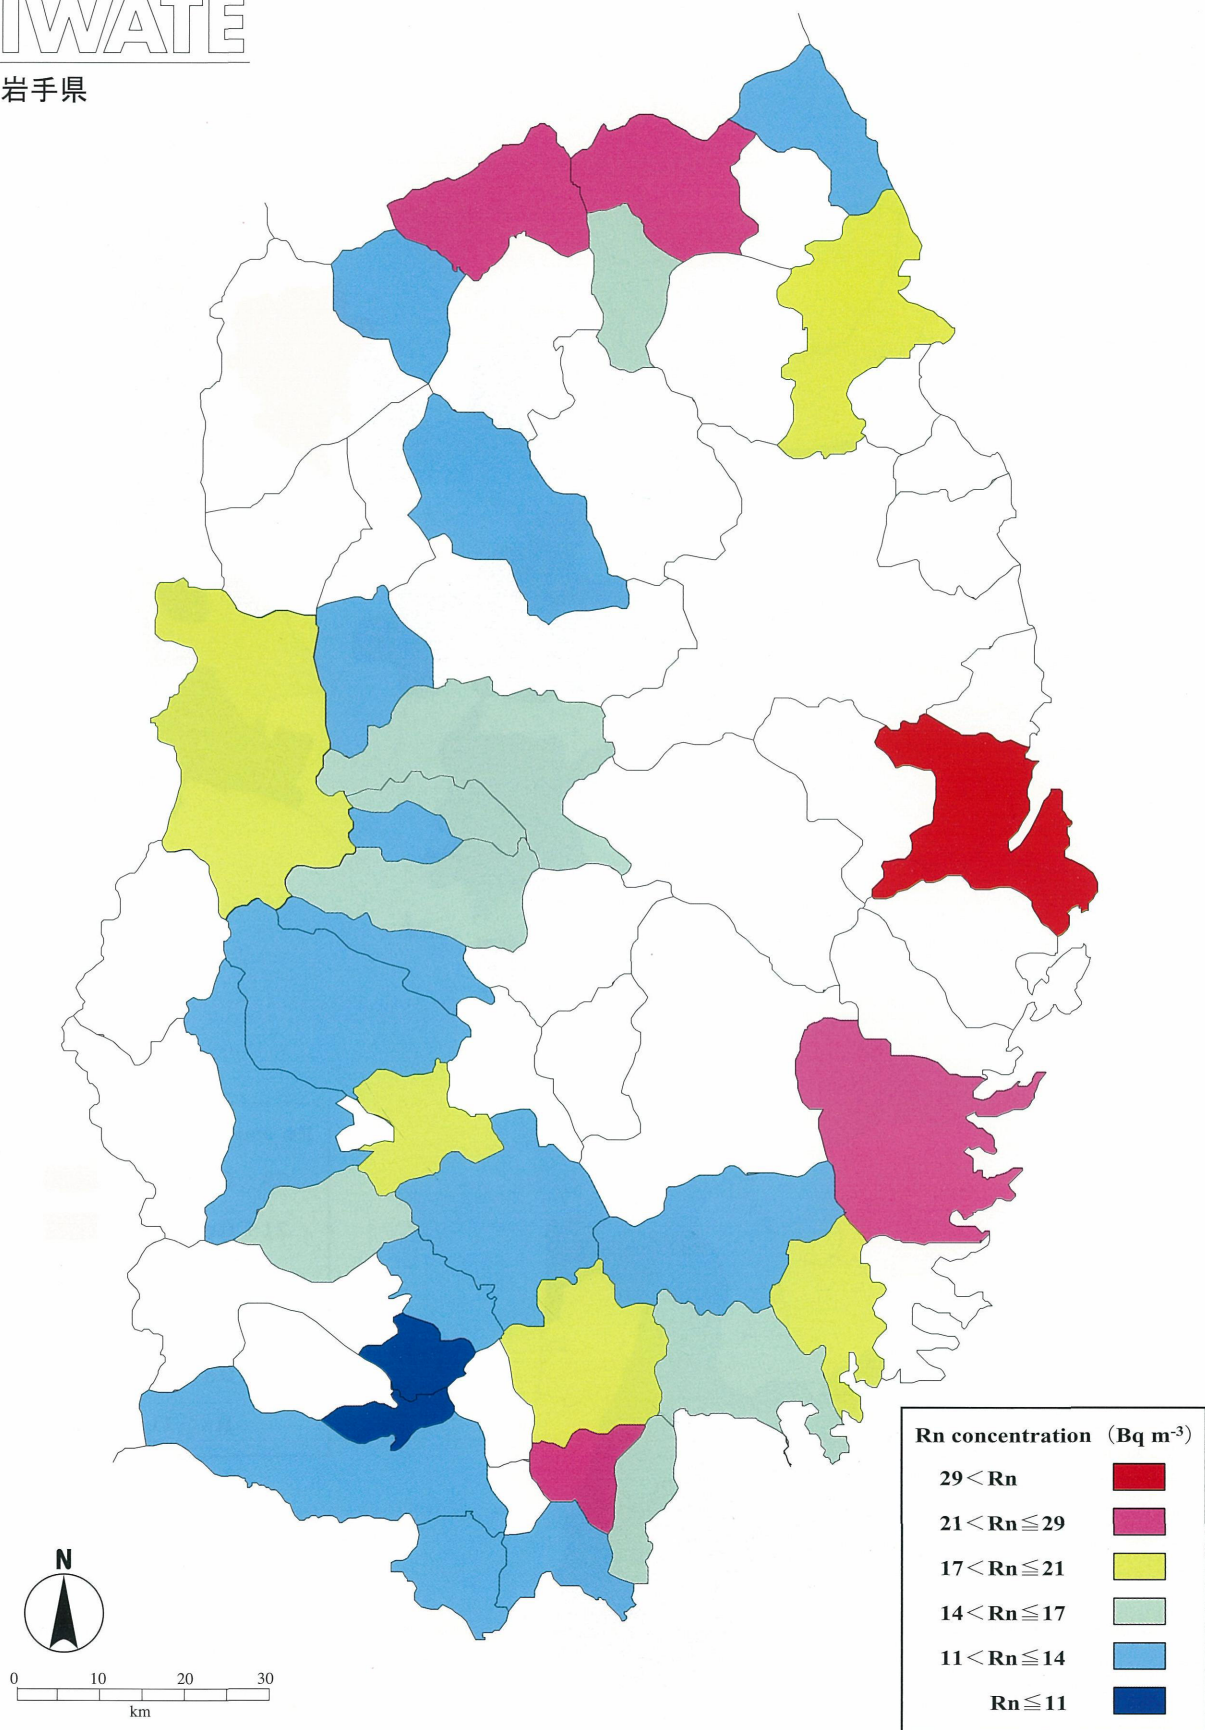 IWATE
岩手県
Rn concentration (Bq m⁻³)
29＜Rn
21＜Rn≦29
17＜Rn≦21
14＜Rn≦17
11＜Rn≦14
Rn≦11
N
0 10 20 30
km